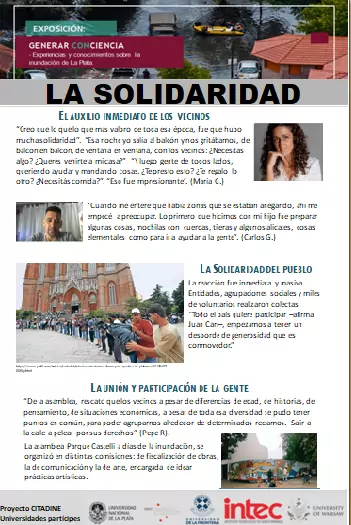 EXPOSICIÓN:
GENERAR CONCIENCIA
- Experiencias y conocimientos sobre la
inundación de La Plata.
LA SOLIDARIDAD
EL AUXILIO INMEDIATO DE LOS VECINOS
"Creo que lo quelo que mas valoro de toda esa época, fue que hubo
mucha solidaridad". "Esa noche yo salía al balcón y nos gritábamos, de
balcón en balcón, de ventana en ventana, con los vecinos: ¿Necesitas
algo? ¿Querés venirte a mi casa?" "Y luego gente de todos lados,
queriendo ayudar y mandando cosas. ¿Te presto esto? ¿Te regalo lo
otro? ¿Necesitás comida?". "Eso fue impresionante". (María C.)
"Cuando me enteré que había zonas que se estaban anegando, ahí me
empecé a preocupar. Lo primero que hicimos con mi hijo fue preparar
algunas cosas, mochilas con cuerdas, tijeras y algunos alicates, cosas
elementales como para ir a ayudar a la gente". (Carlos G.)
LA SOLIDARIDAD DEL PUEBLO
La reacción fue inmediata y masiva.
Entidades, agrupaciones sociales y miles
de voluntarios realizaron colectas
"Todo el país quiere participar –afirma
Juan Carr–, empezamos a tener un
desborde de generosidad que es
conmovedor."
LA UNIÓN Y PARTICIPACIÓN DE LA GENTE
"De la asamblea, rescato que los vecinos a pesar de diferencias de edad, de historias, de
pensamiento, de situaciones económicas, a pesar de toda esa diversidad se pudo tener
puntos en común, para poder agruparnos alrededor de determinados reclamos. Salir a
la calle a pelear por sus derechos" (Pepe R)
La asamblea Parque Castelli a días de la inundación, se
organizó en distintas comisiones: de fiscalización de obras,
la de comunicación y la de arte, encargada de idear
prácticas artísticas.
Proyecto CITADINE
Universidades partícipes
UNIVERSIDAD
NACIONAL
DE LA PLATA
UNIVERSIDAD
DE LA FRONTERA
intec
UNIVERSITY
OF WARSAW